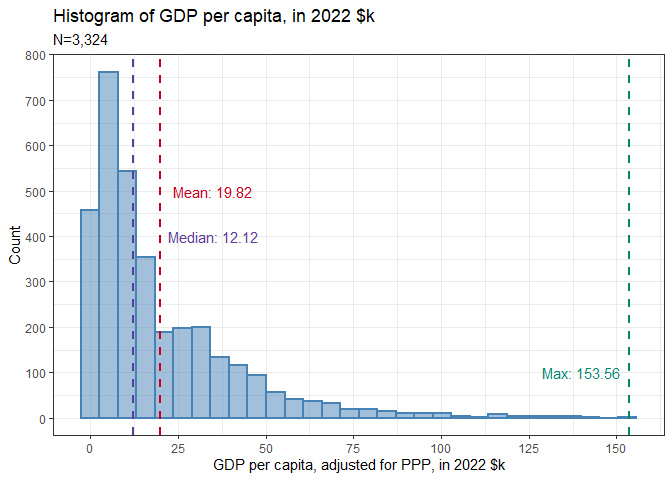 Histogram of GDP per capita, in 2022 $k
N=3,324
800
700
600
500
400
300
200
100
0
Count
Mean: 19.82
Median: 12.12
Max: 153.56
0 25 50 75 100 125 150
GDP per capita, adjusted for PPP, in 2022 $k